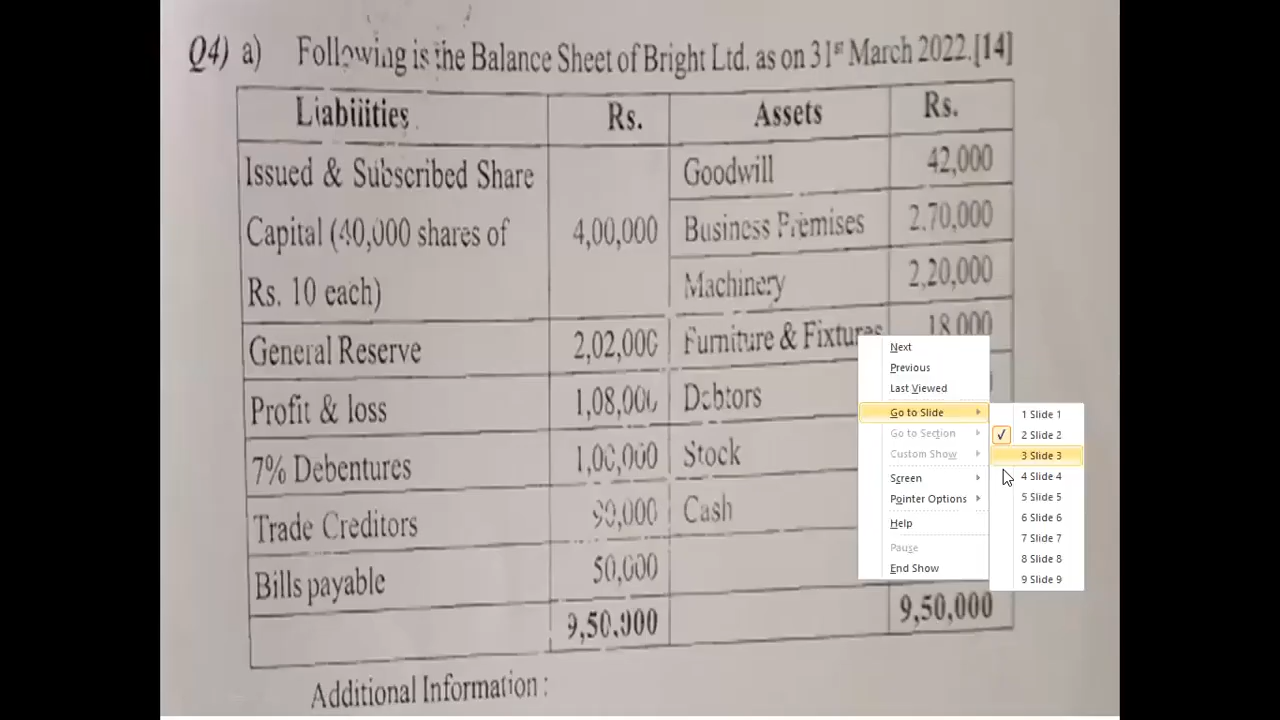 Q4) a) Following is the Balance Sheet of Bright Ltd. as on 31st March 2022.[14]
Liabilities Rs. Assets Rs.
Issued & Subscribed Share Goodwill 42,000
Capital (40,000 shares of 4,00,000 Business Premises 2,70,000
Rs. 10 each) Machinery 2,20,000
General Reserve 2,02,000 Furniture & Fixtures 18,000
Profit & loss 1,08,000 Debtors
7% Debentures 1,00,000 Stock
Trade Creditors 90,000 Cash
Bills payable 50,000
9,50,000 9,50,000
Additional Information :
Next
Previous
Last Viewed
Go to Slide
Go to Section
Custom Show
Screen
Pointer Options
Help
Pause
End Show
1 Slide 1
2 Slide 2
3 Slide 3
4 Slide 4
5 Slide 5
6 Slide 6
7 Slide 7
8 Slide 8
9 Slide 9